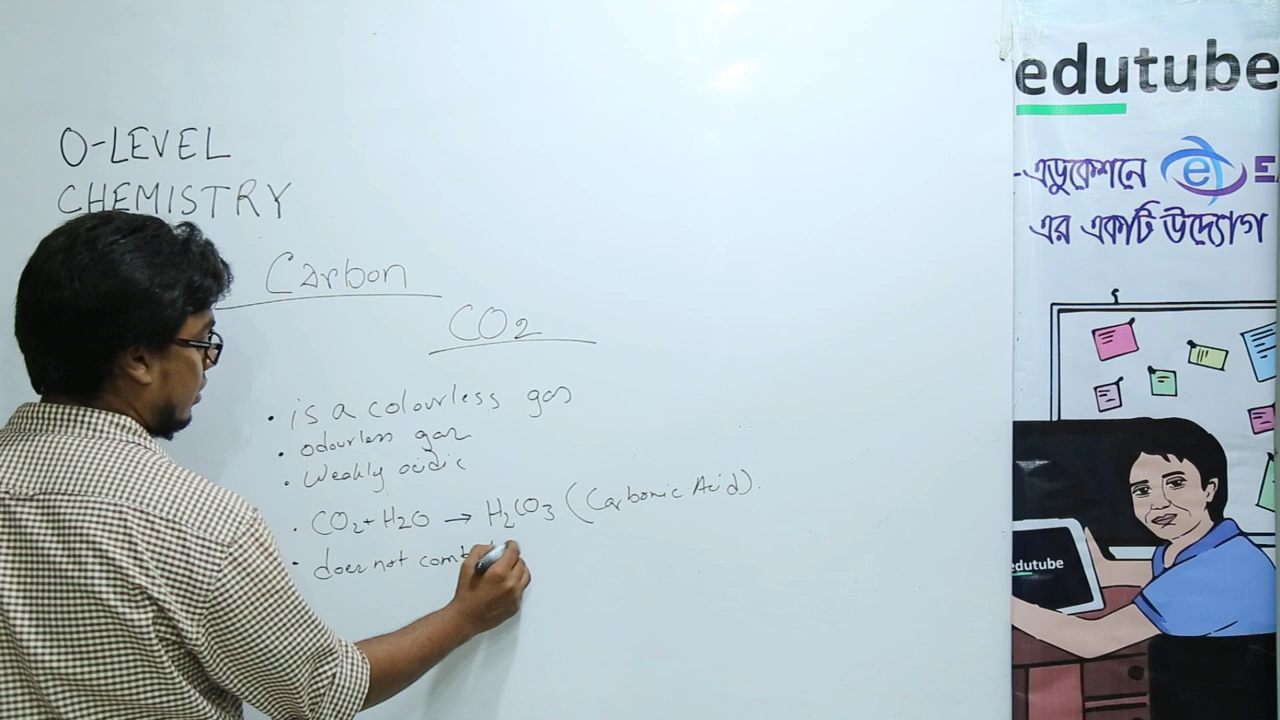 O-LEVEL
CHEMISTRY
Carbon
CO2
• is a colourless gas
• odourless gas
• Weakly acidic
• CO2 + H2O → H2CO3 (Carbonic Acid).
• does not
edutube
-এডুকেশনে
এর একটি উদ্যোগ
edutube